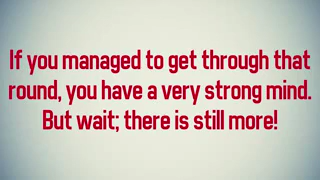 If you managed to get through that
round, you have a very strong mind.
But wait; there is still more!